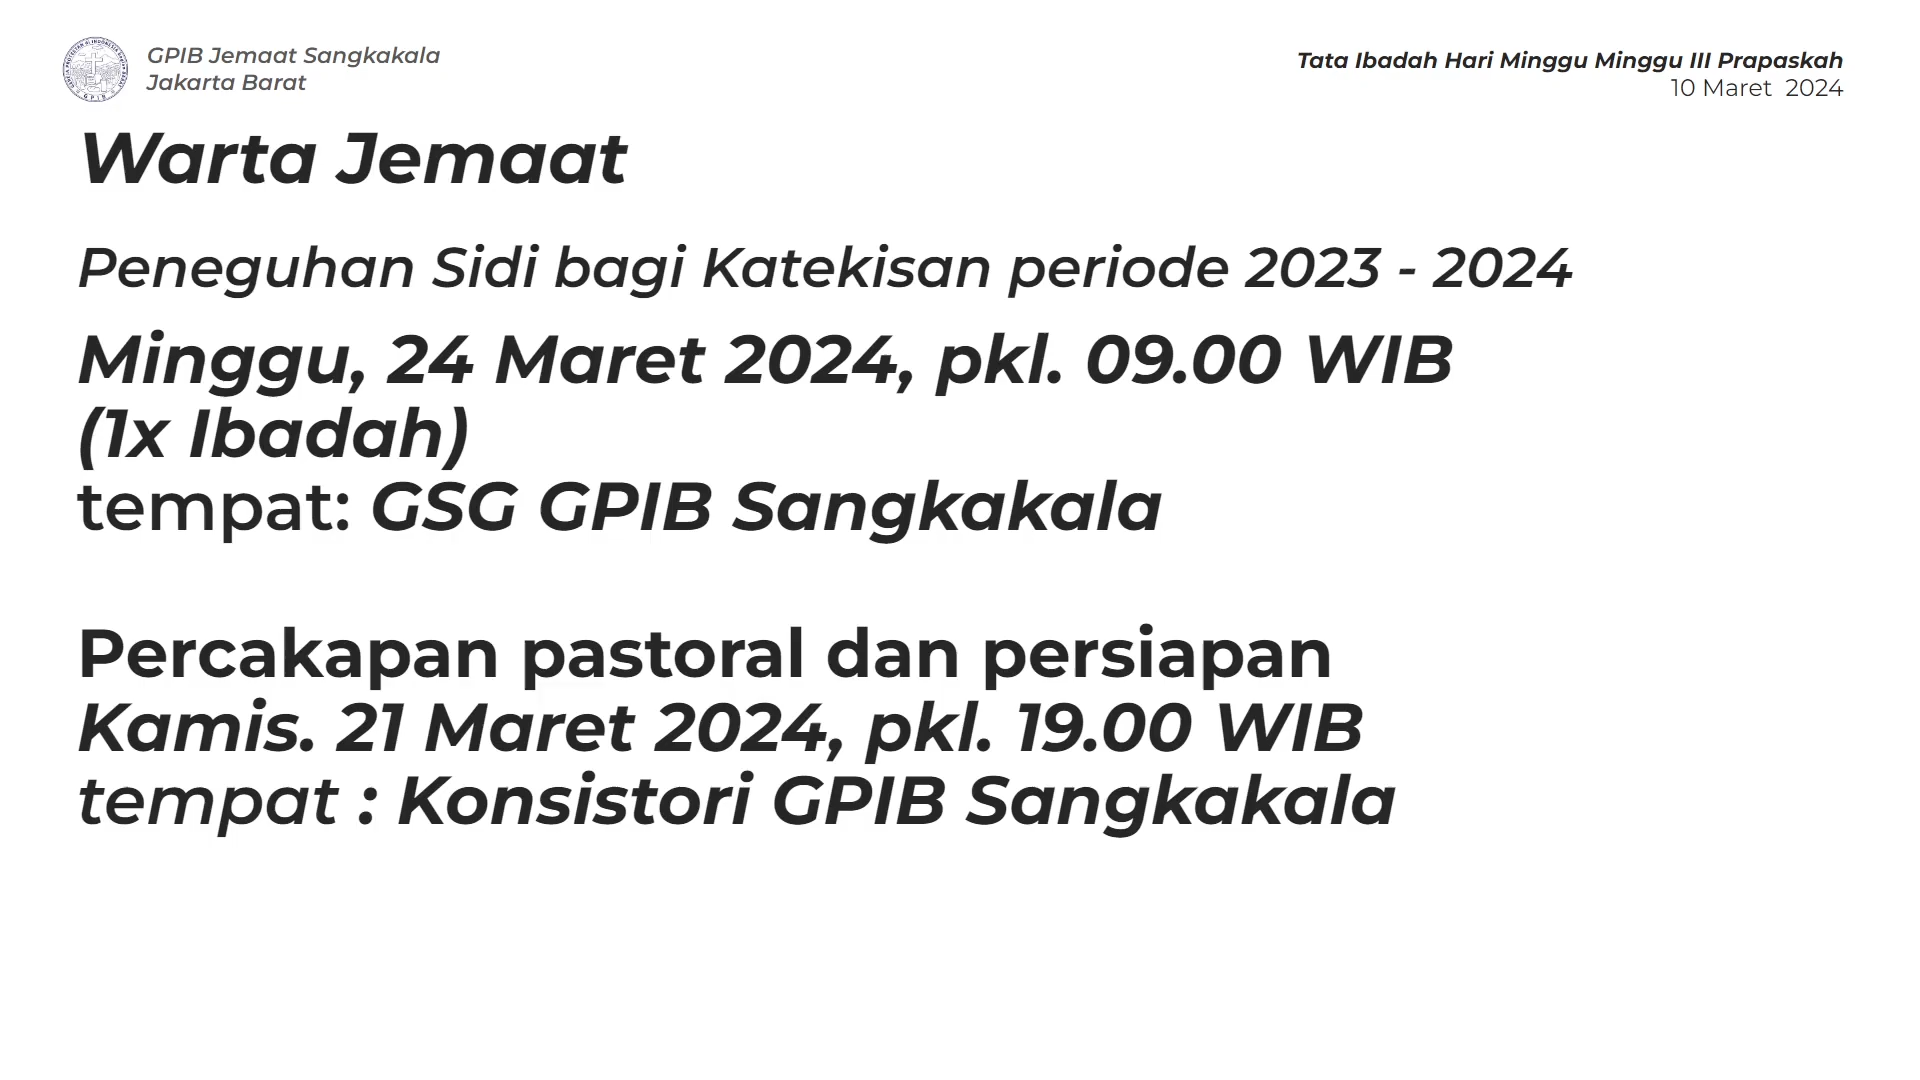 GPIB Jemaat Sangkakala
Jakarta Barat
Tata Ibadah Hari Minggu Minggu III Prapaskah
10 Maret  2024
Warta Jemaat
Peneguhan Sidi bagi Katekisan periode 2023 - 2024
Minggu, 24 Maret 2024, pkl. 09.00 WIB
(1x Ibadah)
tempat: GSG GPIB Sangkakala
Percakapan pastoral dan persiapan
Kamis. 21 Maret 2024, pkl. 19.00 WIB
tempat : Konsistori GPIB Sangkakala